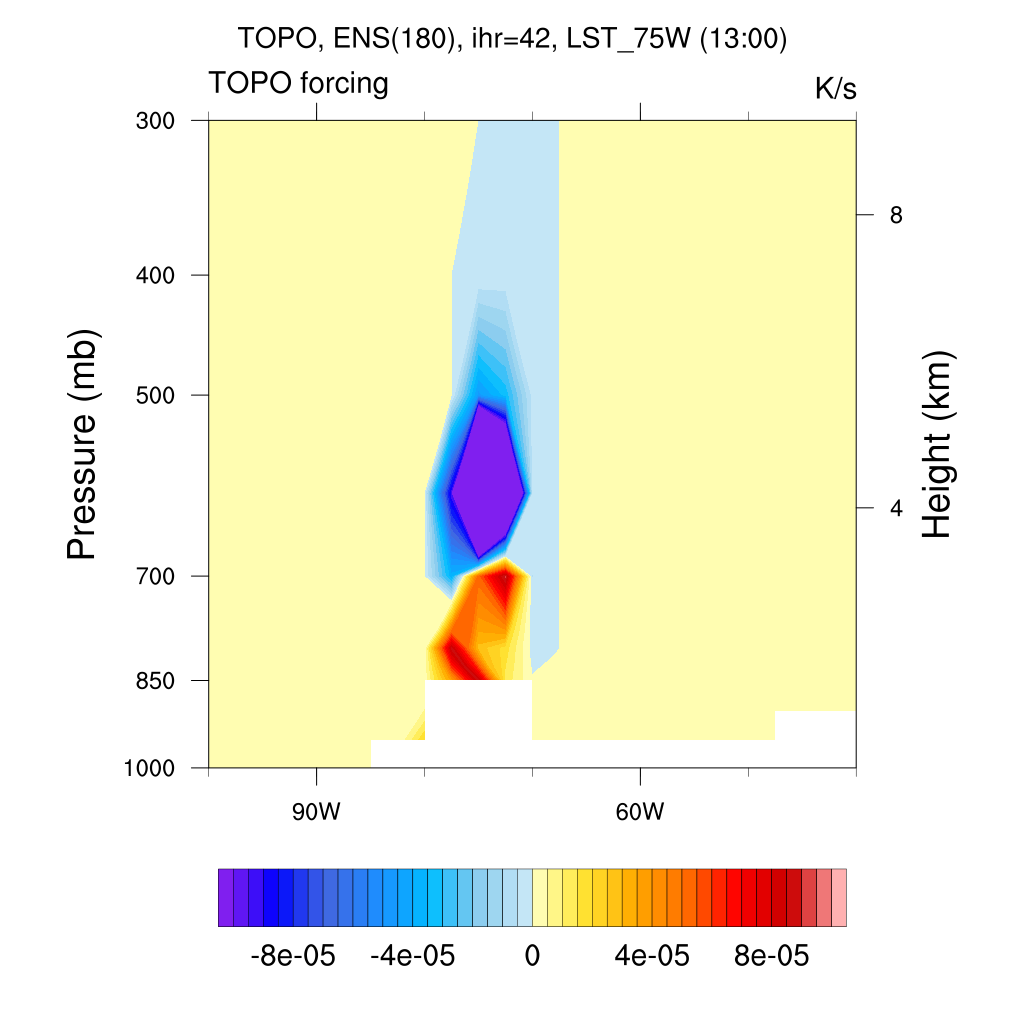 TOPO, ENS(180), ihr=42, LST_75W (13:00)
TOPO forcing
K/s
300
400
500
700
850
1000
Pressure (mb)
8
4
Height (km)
90W
60W
-8e-05
-4e-05
0
4e-05
8e-05